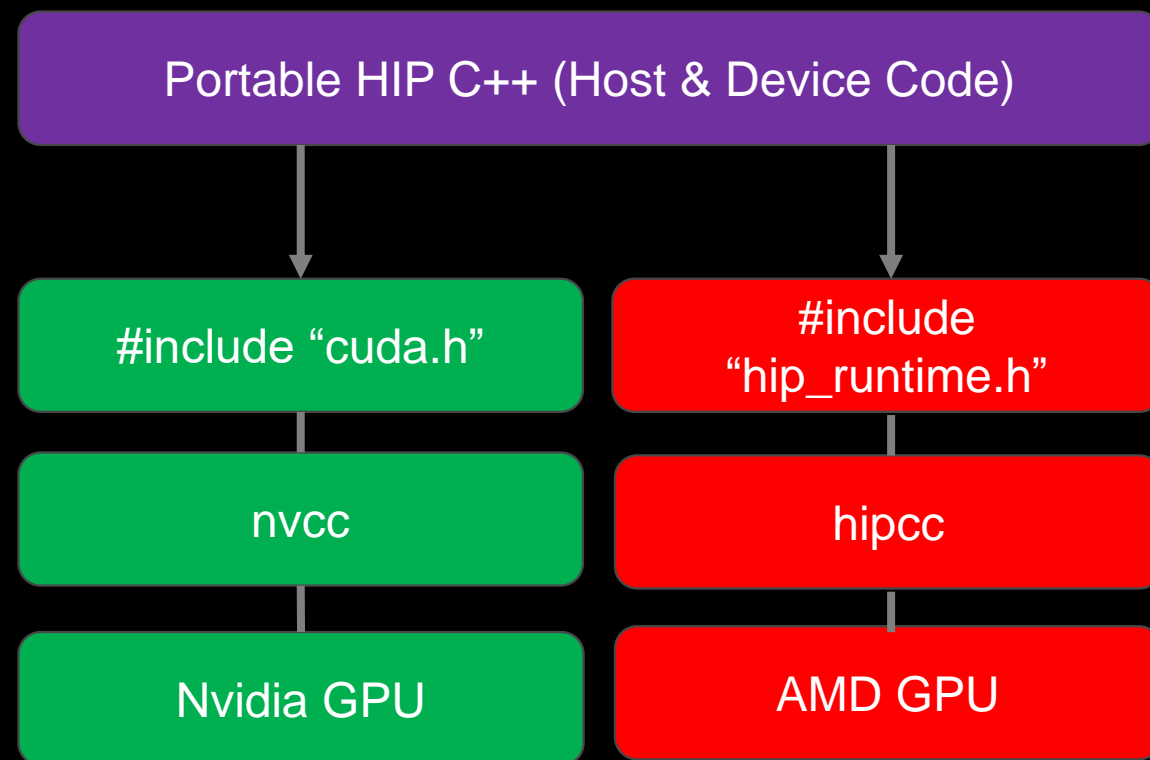 Portable HIP C++ (Host & Device Code)
#include “cuda.h”
nvcc
Nvidia GPU
#include
“hip_runtime.h”
hipcc
AMD GPU